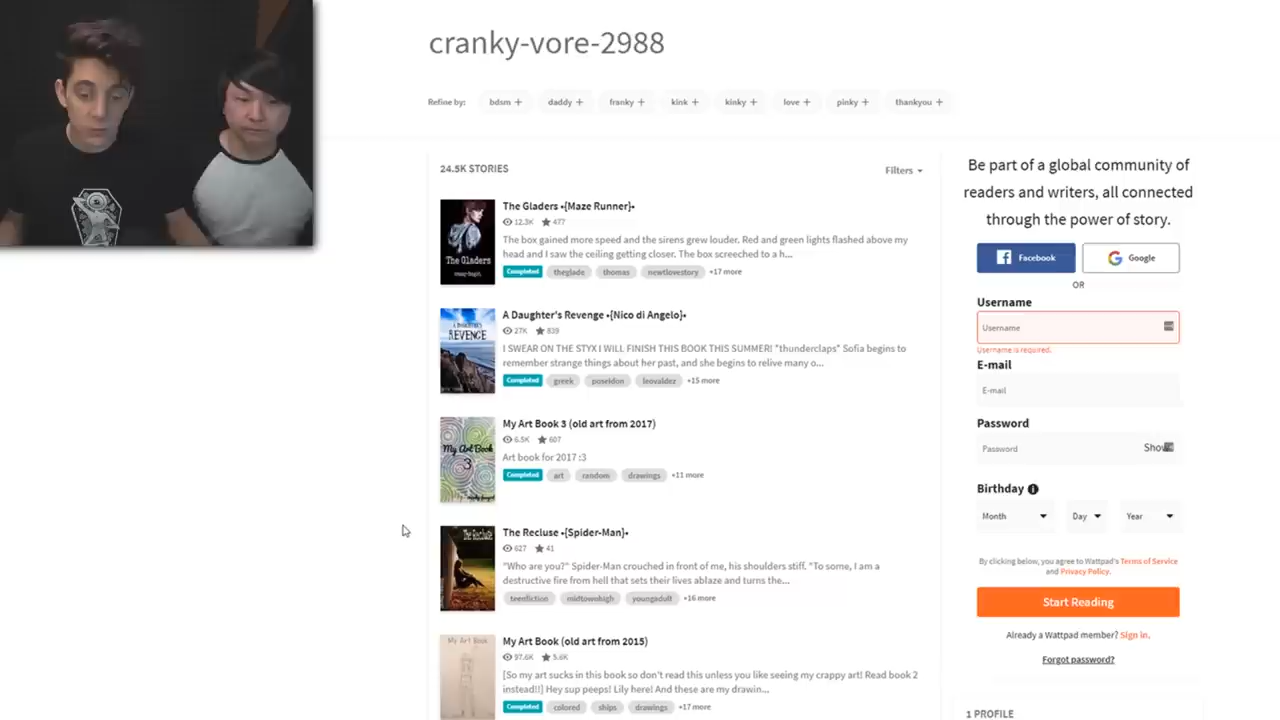 cranky-vore-2988
Refine by: bdsm + daddy + franky + kink + kinky + love + pinky + thankyou +
24.5K STORIES
Filters
The Gladers •{Maze Runner}•
12.3K 477
The box gained more speed and the sirens grew louder. Red and green lights flashed above my
head and I saw the ceiling getting closer. The box screeched to a h...
Completed theglade thomas newtlovestory +17 more
The Gladers
A Daughter's Revenge •{Nico di Angelo}•
27K 839
I SWEAR ON THE STYX I WILL FINISH THIS BOOK THIS SUMMER! *thunderclaps* Sofia begins to
remember strange things about her past, and she begins to relive many o...
Completed greek poseidon leovaldez +15 more
A DAUGHTER'S
REVENGE
My Art Book 3 (old art from 2017)
6.5K 607
Art book for 2017 :3
Completed art random drawings +11 more
My Art Book
3
The Recluse •{Spider-Man}•
627 41
"Who are you?" Spider-Man crouched in front of me, his shoulders stiff. "To some, I am a
destructive fire from hell that sets their lives ablaze and turns the...
teenfiction midtownhigh youngadult +16 more
The Recluse
My Art Book (old art from 2015)
97.6K 5.6K
[So my art sucks in this book so don't read this unless you like seeing my crappy art! Read book 2
instead!!] Hey sup peeps! Lily here! And these are my drawin...
Completed colored ships drawings +17 more
My Art Book
Be part of a global community of
readers and writers, all connected
through the power of story.
Facebook Google
OR
Username
Username
Username is required.
E-mail
E-mail
Password
Password Show
Birthday
Month Day Year
By clicking below, you agree to Wattpad's Terms of Service
and Privacy Policy.
Start Reading
Already a Wattpad member? Sign in.
Forgot password?
1 PROFILE